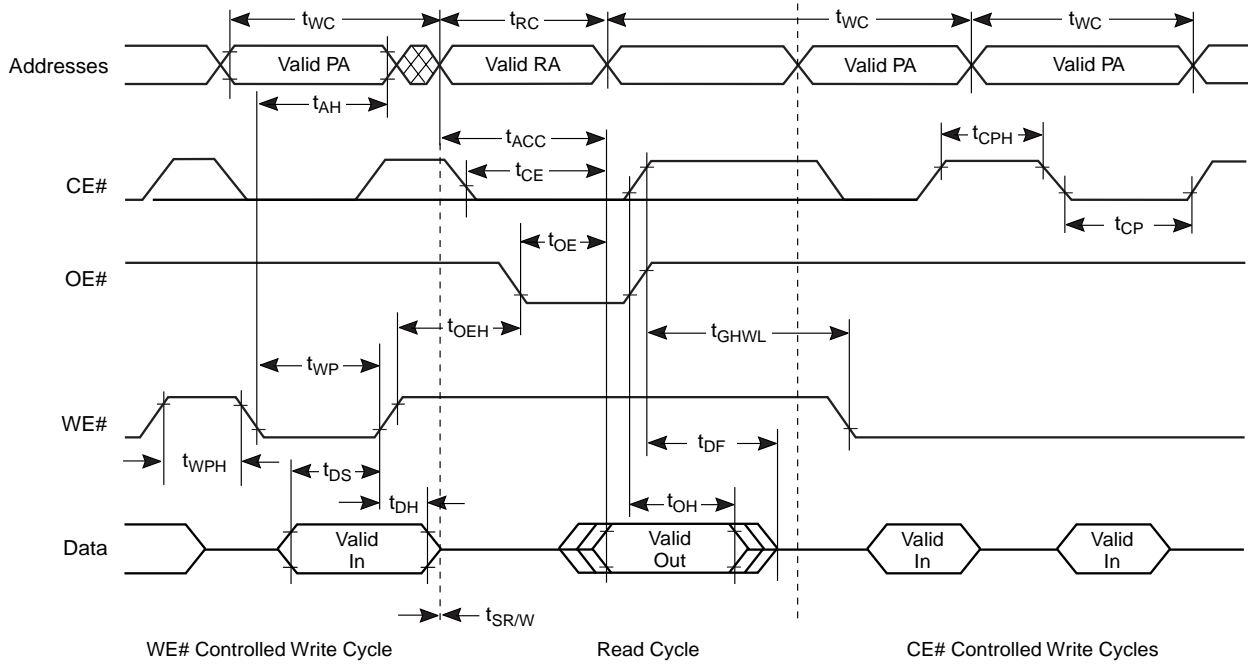 tWC tRC tWC tWC
Addresses Valid PA Valid RA Valid PA Valid PA
tAH
tACC tCPH
CE# tCE
tOE tCP
OE#
tOEH tGHWL
tWP
WE#
tWPH tDS tDF
tDH tOH
Data Valid In Valid Out Valid In Valid In
tSR/W
WE# Controlled Write Cycle Read Cycle CE# Controlled Write Cycles